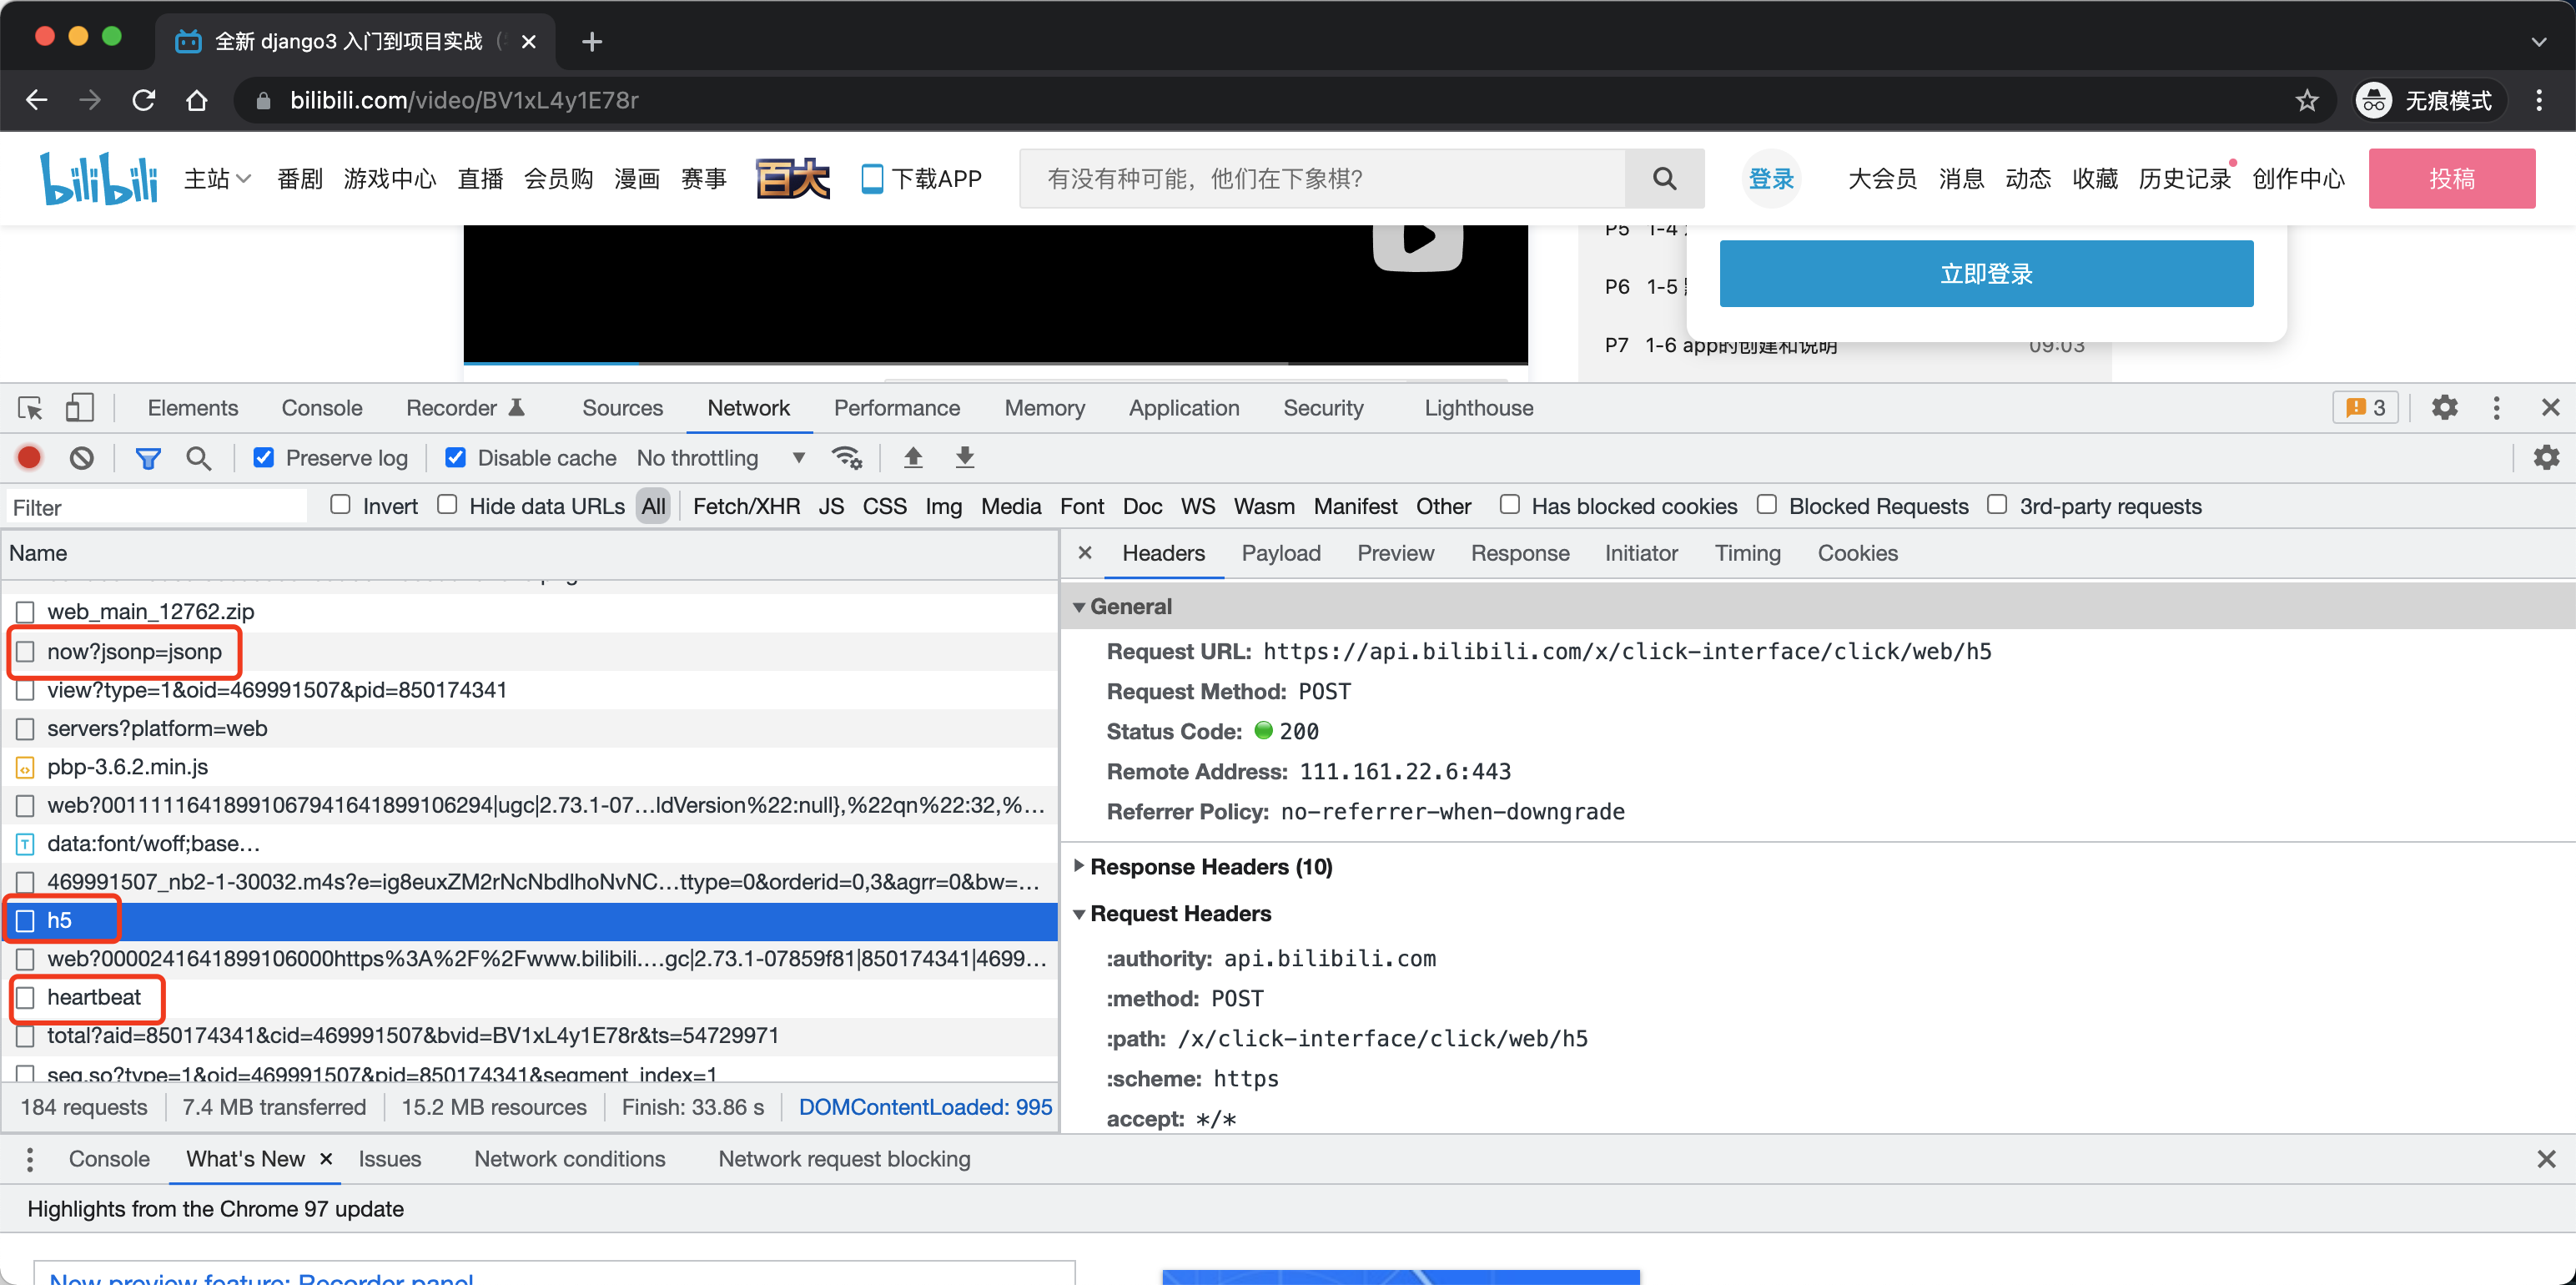 全新 django3 入门到项目实战
bilibili.com/video/BV1xL4y1E78r
无痕模式
bilibili
主站
番剧
游戏中心
直播
会员购
漫画
赛事
百大
下载APP
有没有种可能，他们在下象棋?
登录
大会员
消息
动态
收藏
历史记录
创作中心
投稿
P5 1-4
立即登录
P6 1-5
P7 1-6 app的创建和说明 09:03
Elements
Console
Recorder
Sources
Network
Performance
Memory
Application
Security
Lighthouse
3
Preserve log
Disable cache
No throttling
Filter
Invert
Hide data URLs
All
Fetch/XHR
JS
CSS
Img
Media
Font
Doc
WS
Wasm
Manifest
Other
Has blocked cookies
Blocked Requests
3rd-party requests
Name
web_main_12762.zip
now?jsonp=jsonp
view?type=1&oid=469991507&pid=850174341
servers?platform=web
pbp-3.6.2.min.js
web?0011111641899106794164189910​6294|ugc|2.73.1-07…ldVersion%22:null},%22qn%22:32,%…
data:font/woff;base…
469991507_nb2-1-30032.m4s?e=ig8euxZM2rNcNbdlhoNvNC…ttype=0&orderid=0,3&agrr=0&bw=…
h5
web?0000241641899106000https%3A%2F%2Fwww.bilibili.…gc|2.73.1-07859f81|850174341|4699…
heartbeat
total?aid=850174341&cid=469991507&bvid=BV1xL4y1E78r&ts=54729971
seg.so?type=1&oid=469991507&pid=850174341&segment_index=1
184 requests
7.4 MB transferred
15.2 MB resources
Finish: 33.86 s
DOMContentLoaded: 995
Headers
Payload
Preview
Response
Initiator
Timing
Cookies
General
Request URL: https://api.bilibili.com/x/click-interface/click/web/h5
Request Method: POST
Status Code: 200
Remote Address: 111.161.22.6:443
Referrer Policy: no-referrer-when-downgrade
Response Headers (10)
Request Headers
:authority: api.bilibili.com
:method: POST
:path: /x/click-interface/click/web/h5
:scheme: https
accept: */*
Console
What's New
Issues
Network conditions
Network request blocking
Highlights from the Chrome 97 update
New preview feature: Recorder panel